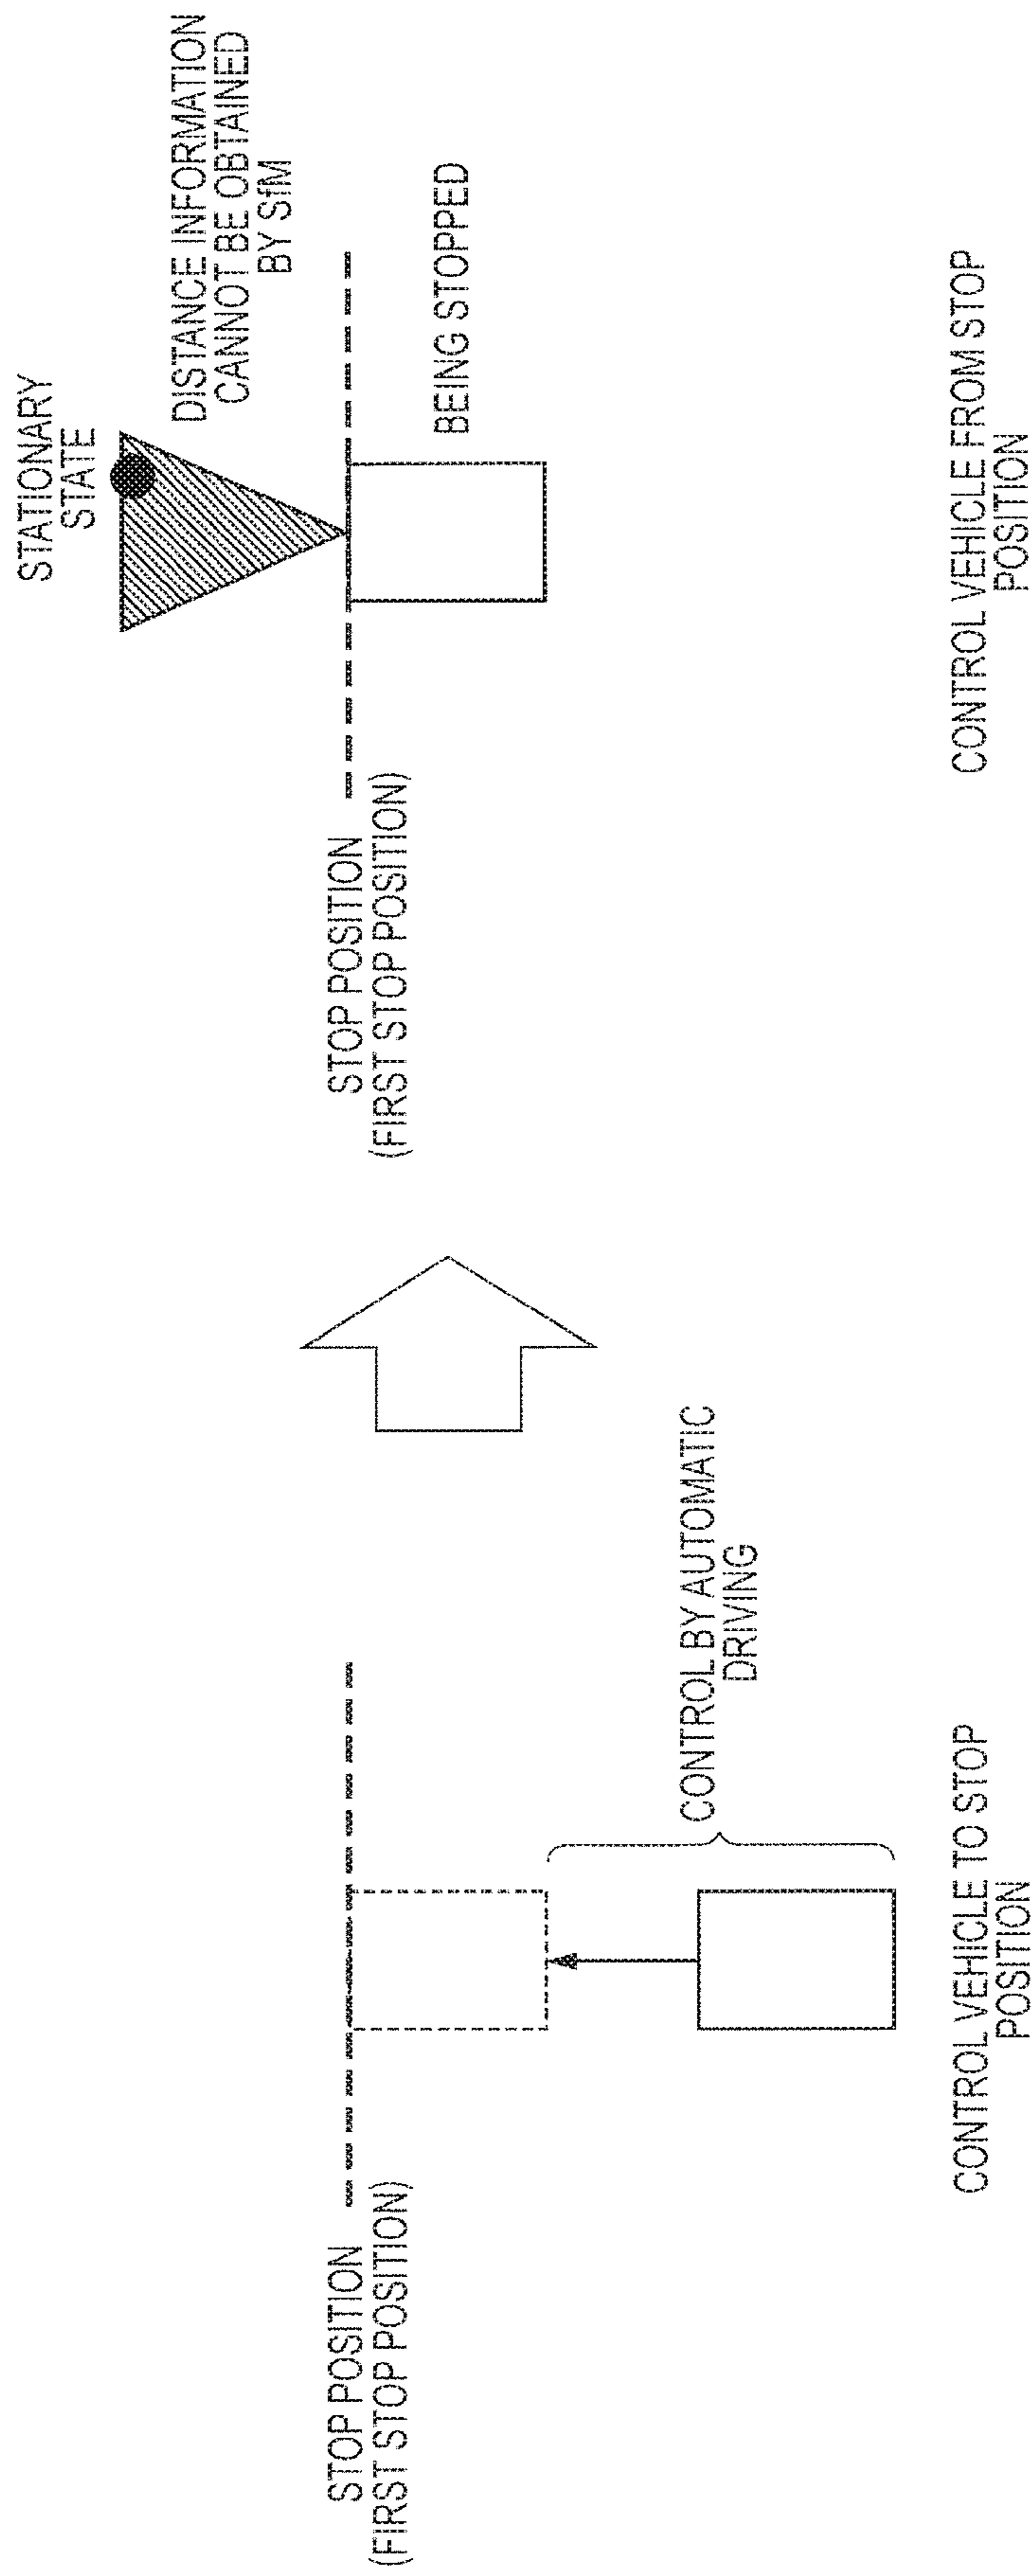 STOP POSITION
(FIRST STOP POSITION)
CONTROL BY AUTOMATIC
DRIVING
CONTROL VEHICLE TO STOP
POSITION
STATIONARY
STATE
DISTANCE INFORMATION
CANNOT BE OBTAINED
BY SfM
STOP POSITION
(FIRST STOP POSITION)
BEING STOPPED
CONTROL VEHICLE FROM STOP
POSITION